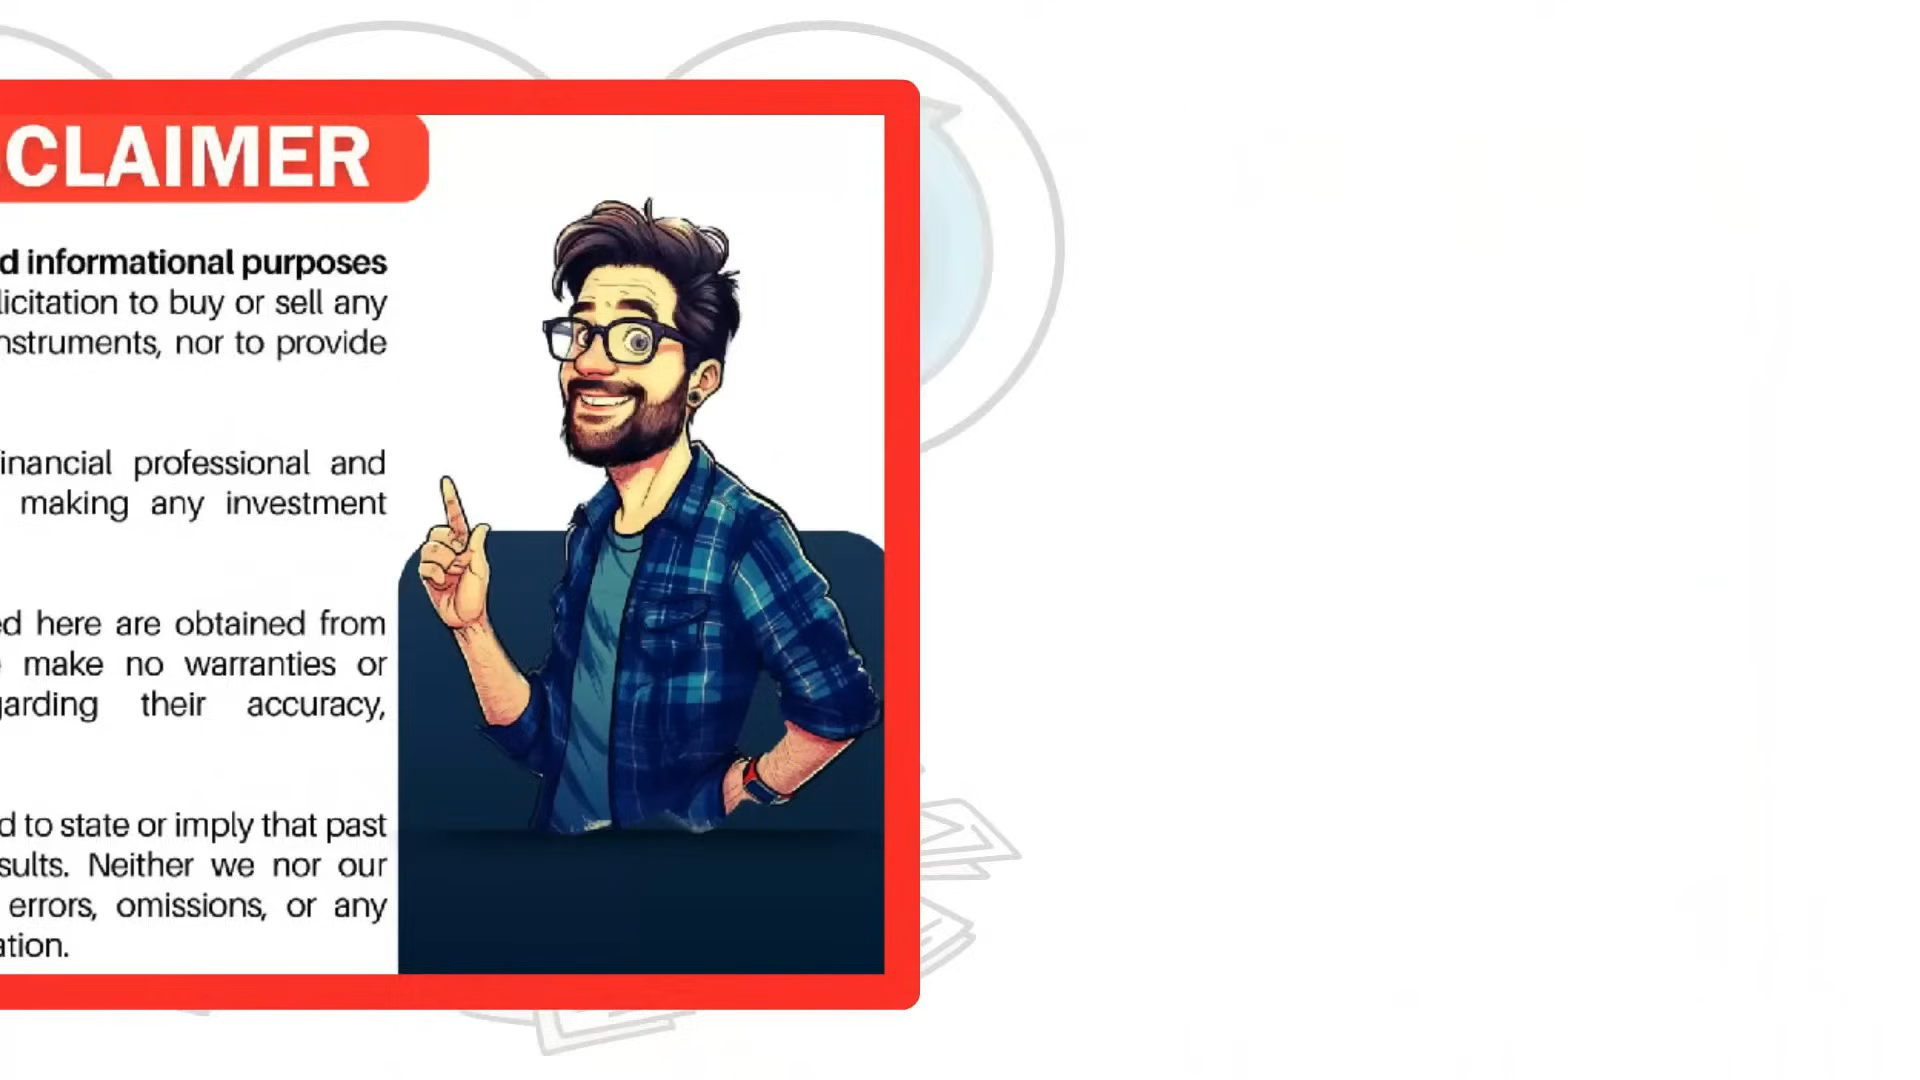 CLAIMER
d informational purposes
licitation to buy or sell any
nstruments, nor to provide
inancial professional and
making any investment
ed here are obtained from
make no warranties or
garding their accuracy,
d to state or imply that past
sults. Neither we nor our
errors, omissions, or any
ation.